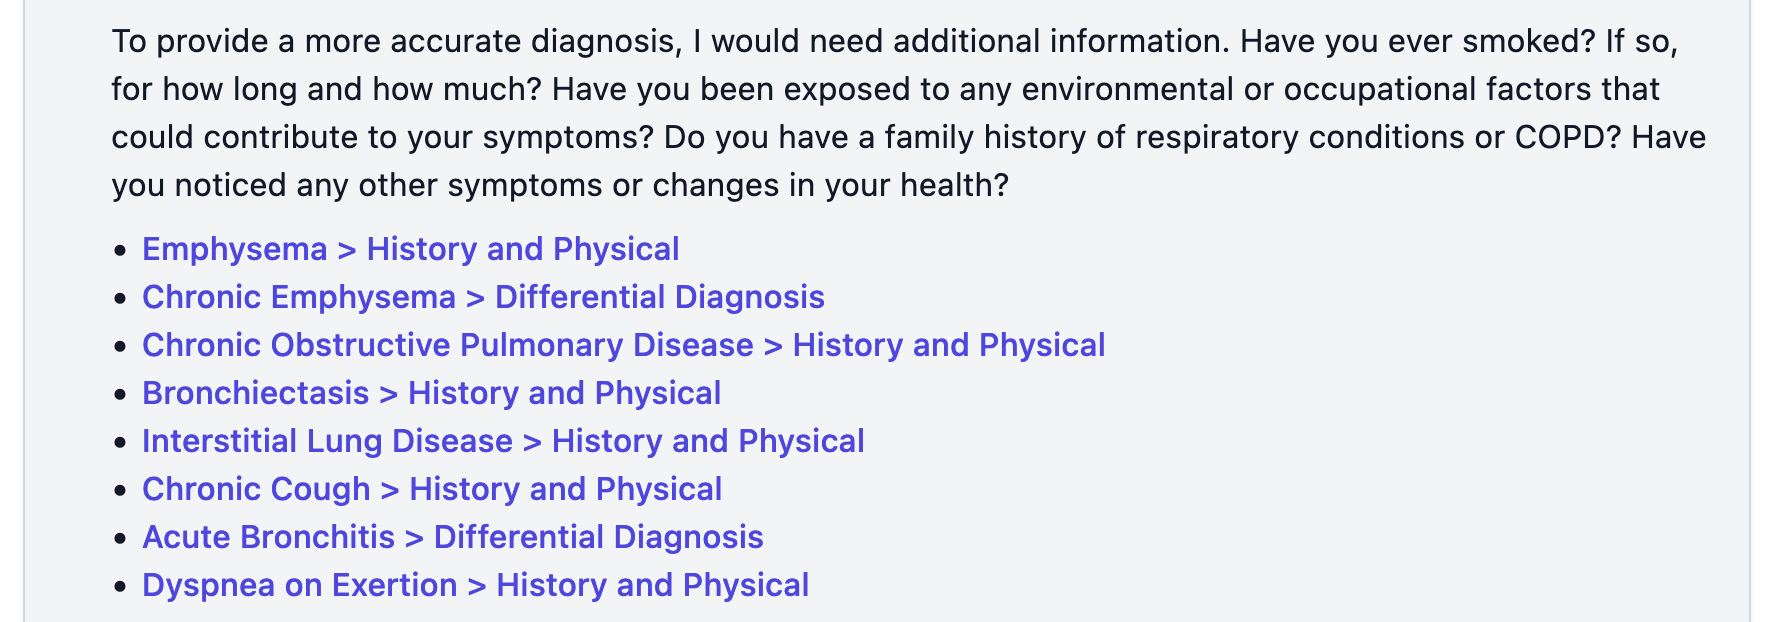 To provide a more accurate diagnosis, I would need additional information. Have you ever smoked? If so,
for how long and how much? Have you been exposed to any environmental or occupational factors that
could contribute to your symptoms? Do you have a family history of respiratory conditions or COPD? Have
you noticed any other symptoms or changes in your health?
• Emphysema > History and Physical
• Chronic Emphysema > Differential Diagnosis
• Chronic Obstructive Pulmonary Disease > History and Physical
• Bronchiectasis > History and Physical
• Interstitial Lung Disease > History and Physical
• Chronic Cough > History and Physical
• Acute Bronchitis > Differential Diagnosis
• Dyspnea on Exertion > History and Physical